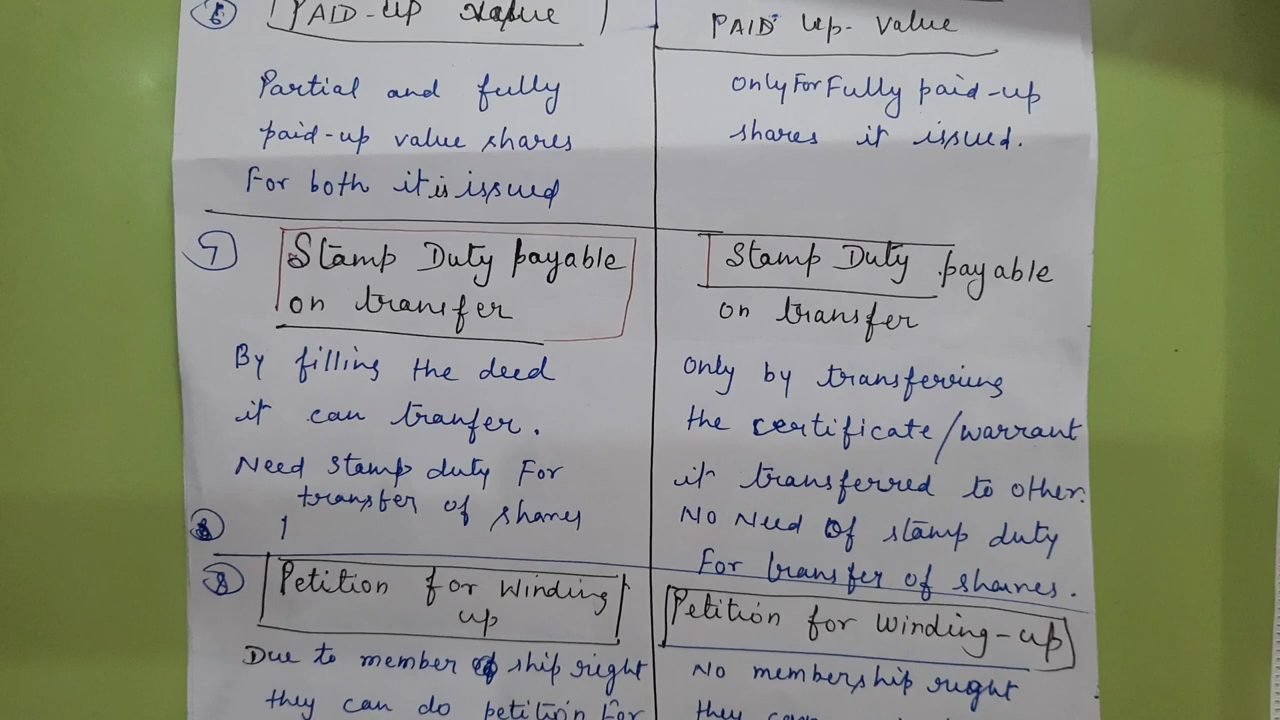 6
PAID-up value
Partial and fully
paid-up value shares
For both it is issued
7
Stamp Duty payable
on transfer
By filling the deed
it can tranfer.
Need stamp duty For
transfer of shares
8
Petition for winding
up
Due to member ship right
they can do petition For
PAID up- value
only For Fully paid-up
shares it issued.
Stamp Duty payable
on transfer
only by transferring
the certificate/warrant
it transferred to other.
NO Need Of stamp duty
For transfer of shares.
Petition for winding-up
No membership right
they can